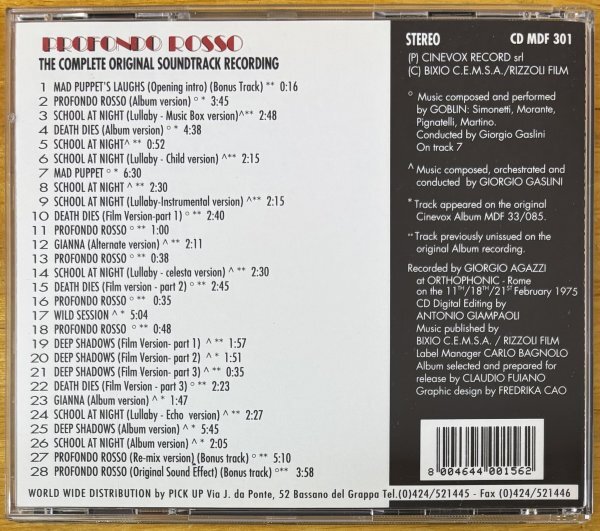 PROFONDO ROSSO
THE COMPLETE ORIGINAL SOUNDTRACK RECORDING
1 MAD PUPPET'S LAUGHS (Opening intro) (Bonus Track) ** 0:16
2 PROFONDO ROSSO (Album version) ° * 3:45
3 SCHOOL AT NIGHT (Lullaby - Music Box version)^** 2:48
4 DEATH DIES (Album version) ° * 4:38
5 SCHOOL AT NIGHT^ ** 0:52
6 SCHOOL AT NIGHT (Lullaby - Child version) ^** 2:15
7 MAD PUPPET ° * 6:30
8 SCHOOL AT NIGHT ^ ** 2:30
9 SCHOOL AT NIGHT (Lullaby-Instrumental version) ^** 2:15
10 DEATH DIES (Film Version-part 1) ° ** 2:40
11 PROFONDO ROSSO ° ** 1:00
12 GIANNA (Alternate version) ^ ** 2:11
13 PROFONDO ROSSO ° ** 0:38
14 SCHOOL AT NIGHT (Lullaby - celesta version) ^ ** 2:30
15 DEATH DIES (Film version - part 2) ° ** 2:45
16 PROFONDO ROSSO ° ** 0:35
17 WILD SESSION ^ * 5:04
18 PROFONDO ROSSO ° ** 0:48
19 DEEP SHADOWS (Film Version- part 1) ^ ** 1:57
20 DEEP SHADOWS (Film Version- part 2) ^ * 1:51
21 DEEP SHADOWS (Film Version- part 3) ^ ** 0:35
22 DEATH DIES (Film Version - part 3) ° ** 2:23
23 GIANNA (Album version) ^ * 1:47
24 SCHOOL AT NIGHT (Lullaby - Echo version) ^ ** 2:27
25 DEEP SHADOWS (Album version) ^ * 5:45
26 SCHOOL AT NIGHT (Album version) ^ * 2:05
27 PROFONDO ROSSO (Re-mix version) (Bonus track) ° ** 5:10
28 PROFONDO ROSSO (Original Sound Effect) (Bonus track) °** 3:58
WORLD WIDE DISTRIBUTION by PICK UP Via J. da Ponte, 52 Bassano del Grappa Tel.(0)424/521445 - Fax (0)424/521446
STEREO CD MDF 301
(P) CINEVOX RECORD srl
(C) BIXIO C.E.M.S.A./RIZZOLI FILM
° Music composed and performed
by GOBLIN: Simonetti, Morante,
Pignatelli, Martino.
Conducted by Giorgio Gaslini
On track 7
^ Music composed, orchestrated and
conducted by GIORGIO GASLINI
* Track appeared on the original
Cinevox Album MDF 33/085.
** Track previously unissued on the
original Album recording.
Recorded by GIORGIO AGAZZI
at ORTHOPHONIC - Rome
on the 11TH/18TH/21ST February 1975
CD Digital Editing by
ANTONIO GIAMPAOLI
Music published by
BIXIO C.E.M.S.A. / RIZZOLI FILM
Label Manager CARLO BAGNOLO
Album selected and prepared for
release by CLAUDIO FUIANO
Graphic design by FREDRIKA CAO
8 004644 001562